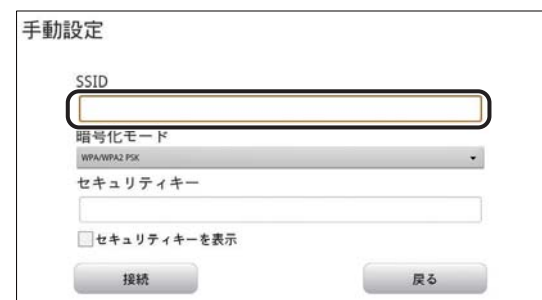 手動設定
SSID
暗号化モード
WPA/WPA2 PSK
セキュリティキー
セキュリティキーを表示
接続
戻る